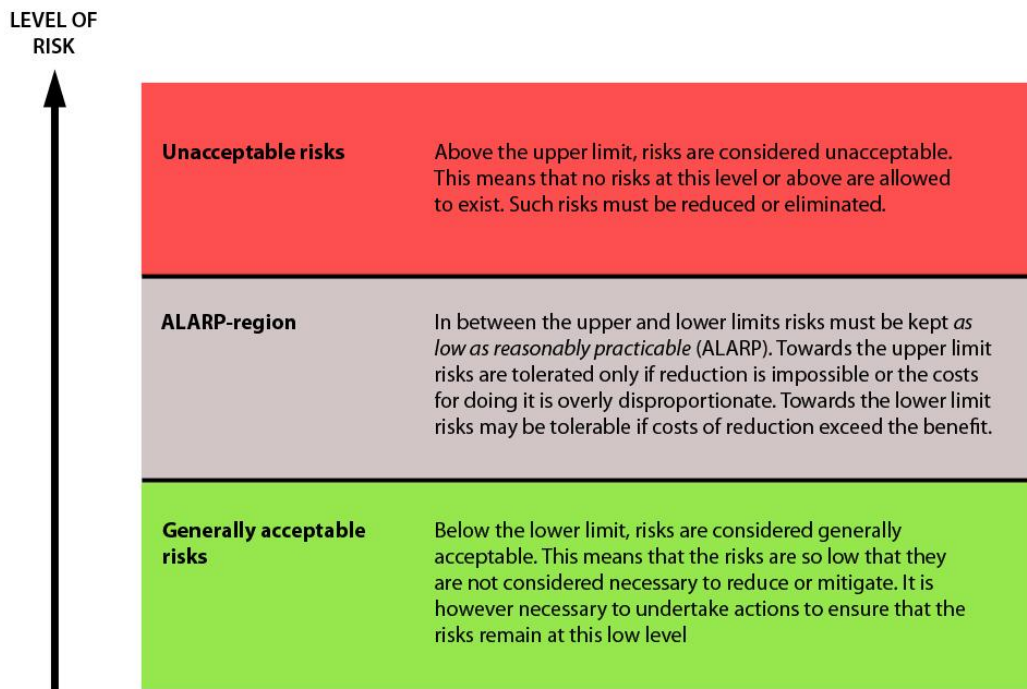 LEVEL OF
RISK
Unacceptable risks
Above the upper limit, risks are considered unacceptable.
This means that no risks at this level or above are allowed
to exist. Such risks must be reduced or eliminated.
ALARP-region
In between the upper and lower limits risks must be kept as
low as reasonably practicable (ALARP). Towards the upper limit
risks are tolerated only if reduction is impossible or the costs
for doing it is overly disproportionate. Towards the lower limit
risks may be tolerable if costs of reduction exceed the benefit.
Generally acceptable
risks
Below the lower limit, risks are considered generally
acceptable. This means that the risks are so low that they
are not considered necessary to reduce or mitigate. It is
however necessary to undertake actions to ensure that the
risks remain at this low level